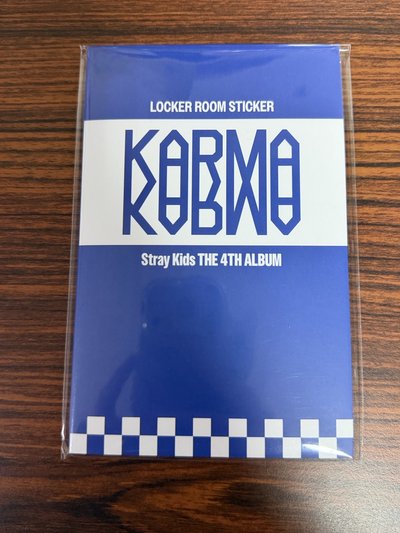 LOCKER ROOM STICKER
KARMA
Stray Kids THE 4TH ALBUM